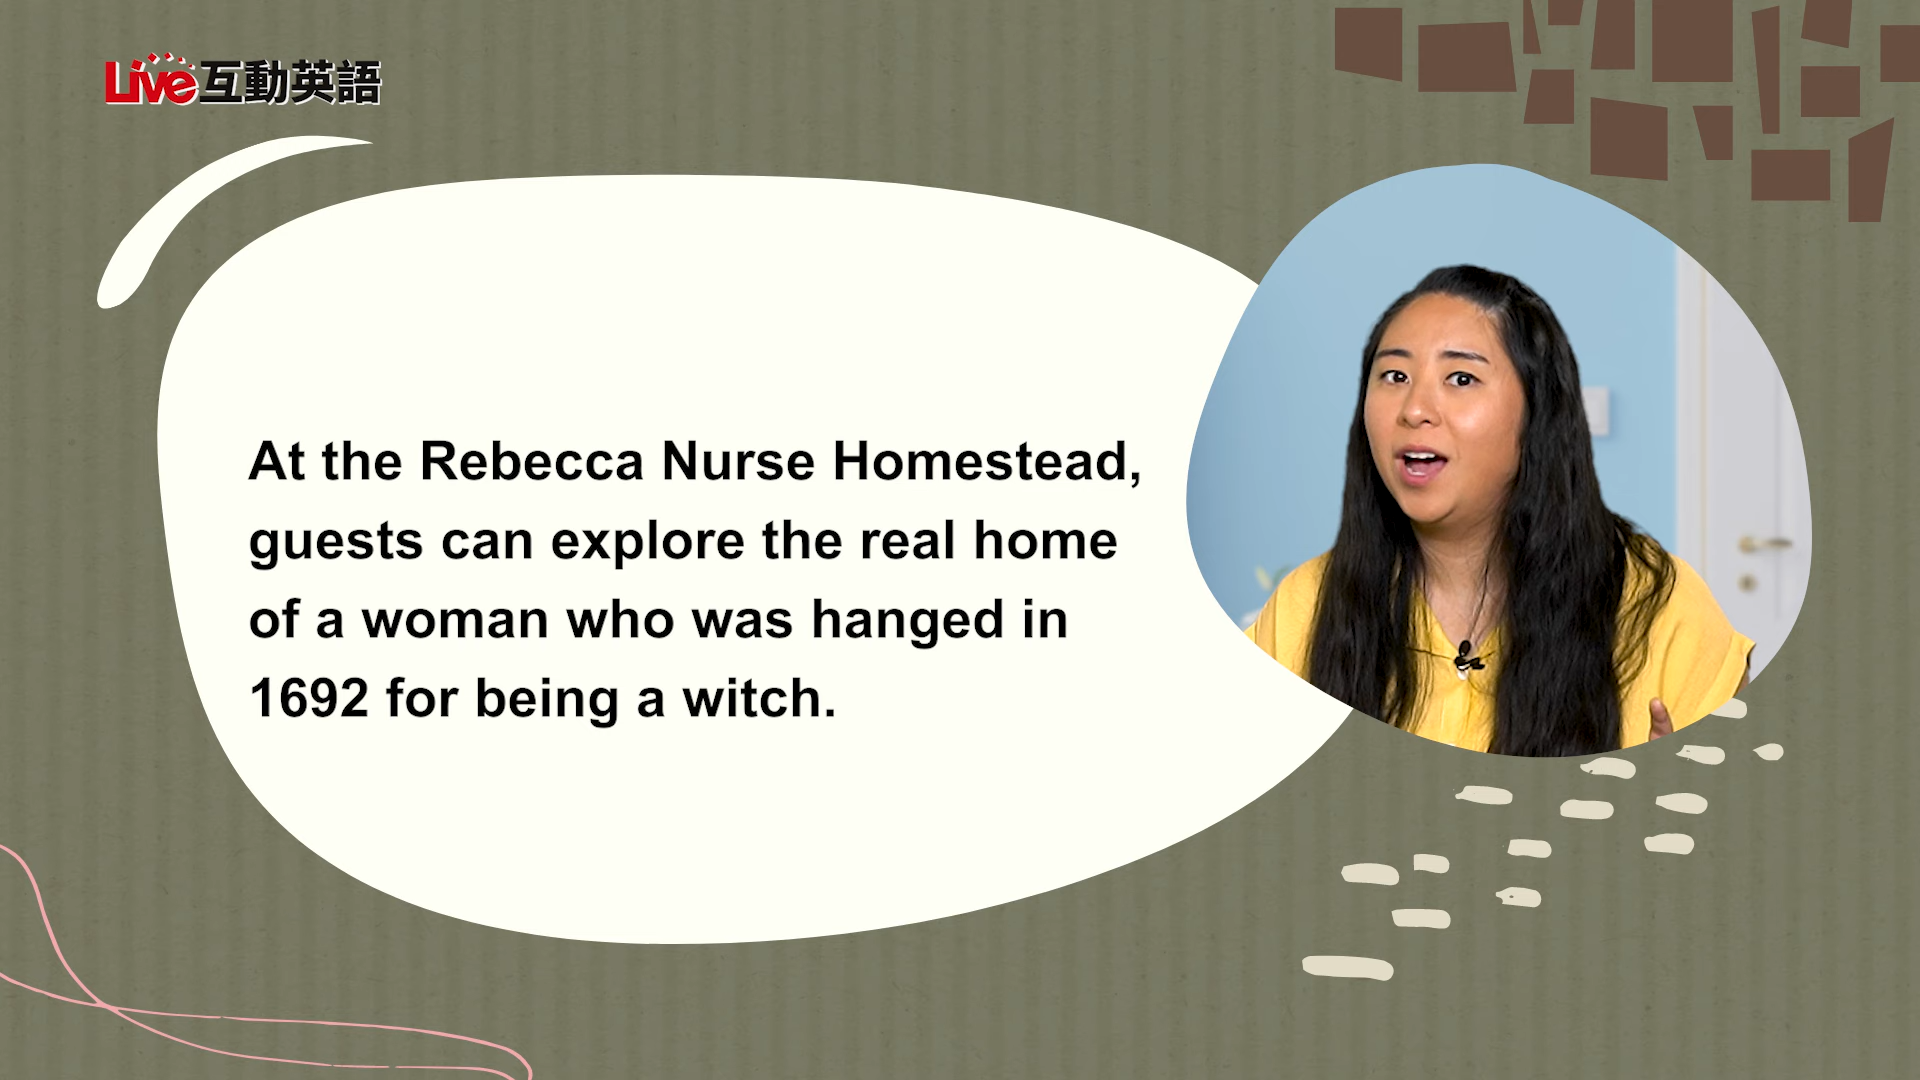 Live互動英語
At the Rebecca Nurse Homestead,
guests can explore the real home
of a woman who was hanged in
1692 for being a witch.